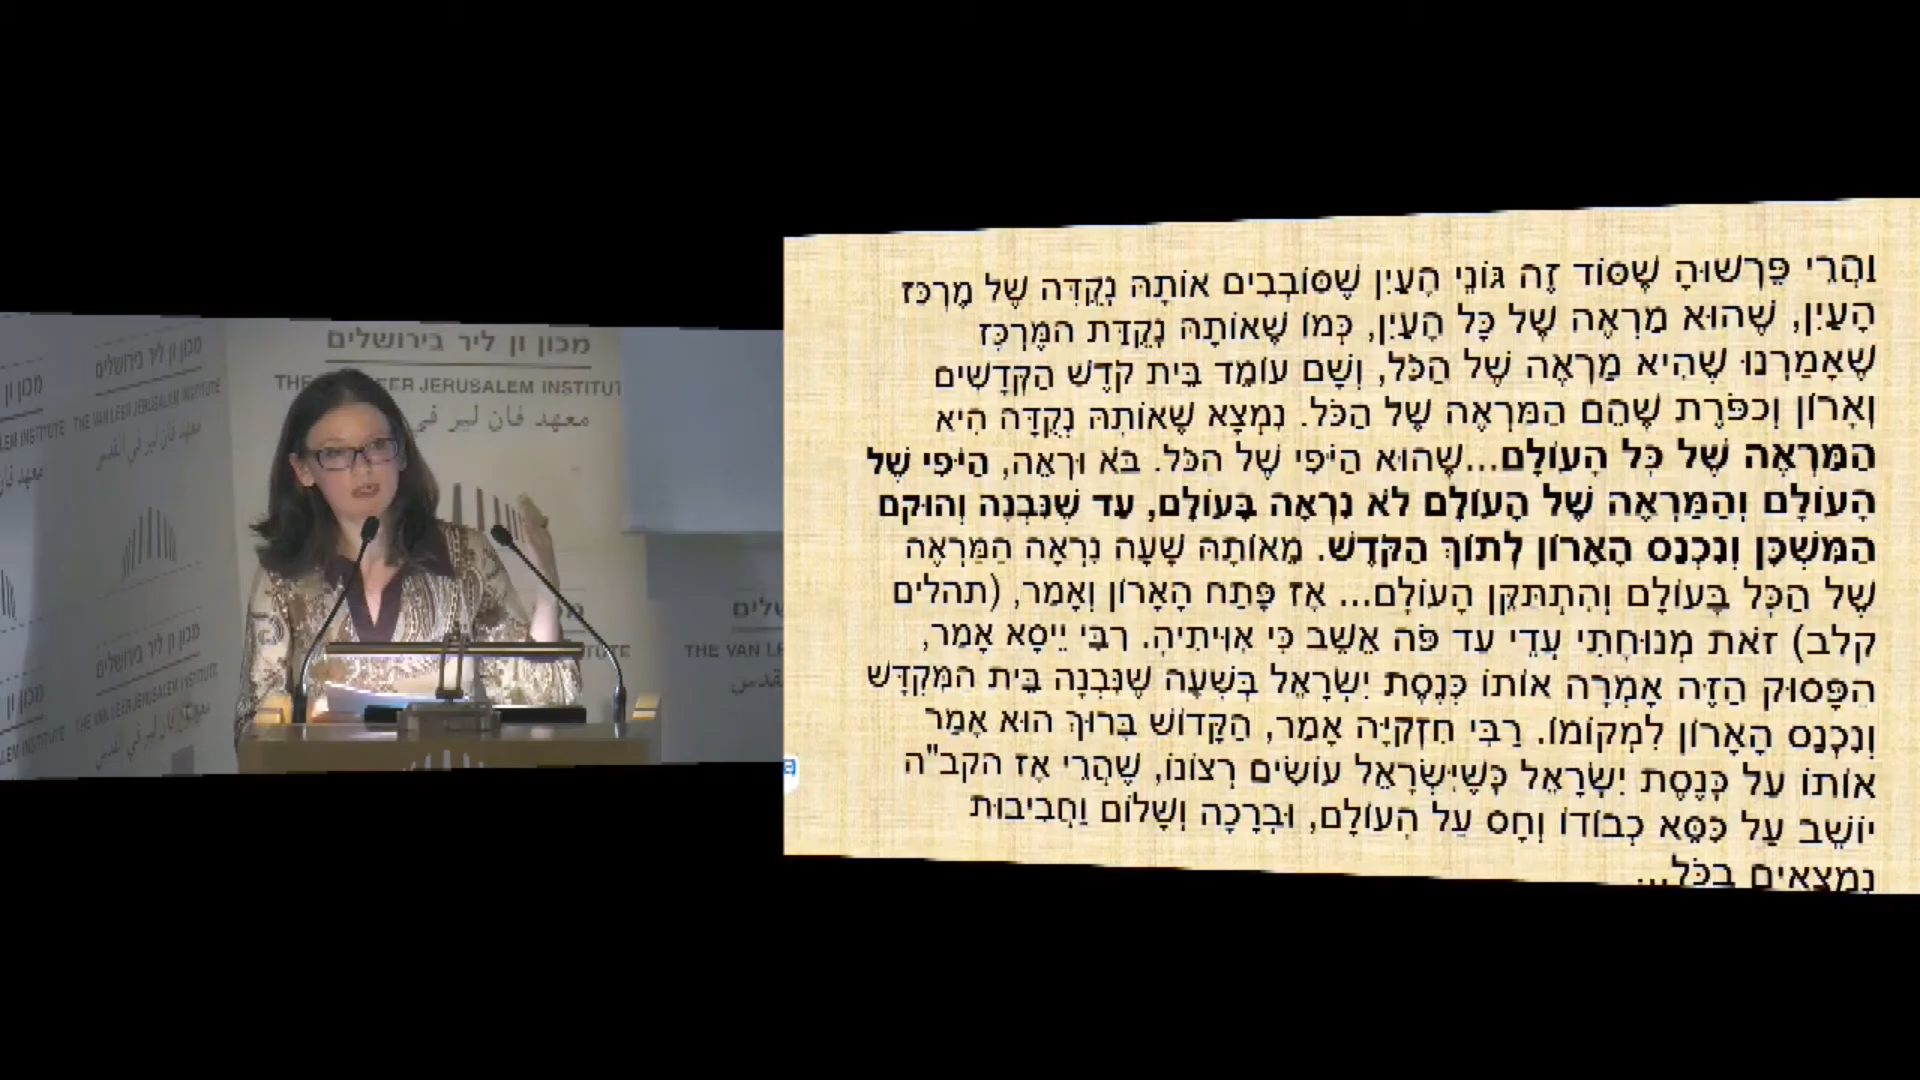 מכון ון ליר בירושלים
THE VAN LEER JERUSALEM INSTITUTE
معهد فان لير في القدس
וַהֲרֵי פֵּרְשׁוּהָ שֶׁסּוֹד זֶה גּוֹנֵי הָעַיִן שֶׁסּוֹבְבִים אוֹתָהּ נְקֻדָּה שֶׁל מֶרְכַּז
הָעַיִן, שֶׁהוּא מַרְאֶה שֶׁל כָּל הָעַיִן, כְּמוֹ שֶׁאוֹתָהּ נְקֻדַּת הַמֶּרְכָּז
שֶׁאָמַרְנוּ שֶׁהִיא מַרְאֶה שֶׁל הַכֹּל, וְשָׁם עוֹמֵד בֵּית קֹדֶשׁ הַקֳּדָשִׁים
וְאָרוֹן וְכַפֹּרֶת שֶׁהֵם הַמַּרְאֶה שֶׁל הַכֹּל. נִמְצָא שֶׁאוֹתָהּ נְקֻדָּה הִיא
הַמַּרְאֶה שֶׁל כָּל הָעוֹלָם...שֶׁהוּא הַיֹּפִי שֶׁל הַכֹּל. בֹּא וּרְאֵה, הַיֹּפִי שֶׁל
הָעוֹלָם וְהַמַּרְאֶה שֶׁל הָעוֹלָם לֹא נִרְאָה בָּעוֹלָם, עַד שֶׁנִּבְנָה וְהוּקַם
הַמִּשְׁכָּן וְנִכְנַס הָאָרוֹן לְתוֹךְ הַקֹּדֶשׁ. מֵאוֹתָהּ שָׁעָה נִרְאָה הַמַּרְאֶה
שֶׁל הַכֹּל בָּעוֹלָם וְהִתְתַּקֵּן הָעוֹלָם... אָז פָּתַח הָאָרוֹן וְאָמַר, (תהלים
קלב) זֹאת מְנוּחָתִי עֲדֵי עַד פֹּה אֵשֵׁב כִּי אִוִּיתִיהָ. רַבִּי יֵיסָא אָמַר,
הַפָּסוּק הַזֶּה אָמְרָה אוֹתוֹ כְּנֶסֶת יִשְׂרָאֵל בְּשָׁעָה שֶׁנִּבְנָה בֵּית הַמִּקְדָּשׁ
וְנִכְנַס הָאָרוֹן לִמְקוֹמוֹ. רַבִּי חִזְקִיָּה אָמַר, הַקָּדוֹשׁ בָּרוּךְ הוּא אָמַר
אוֹתוֹ עַל כְּנֶסֶת יִשְׂרָאֵל כְּשֶׁיִּשְׂרָאֵל עוֹשִׂים רְצוֹנוֹ, שֶׁהֲרֵי אָז הקב"ה
יוֹשֵׁב עַל כִּסֵּא כְבוֹדוֹ וְחָס עַל הָעוֹלָם, וּבְרָכָה וְשָׁלוֹם וַחֲבִיבוּת
נִמְצָאִים בַּכֹּל...